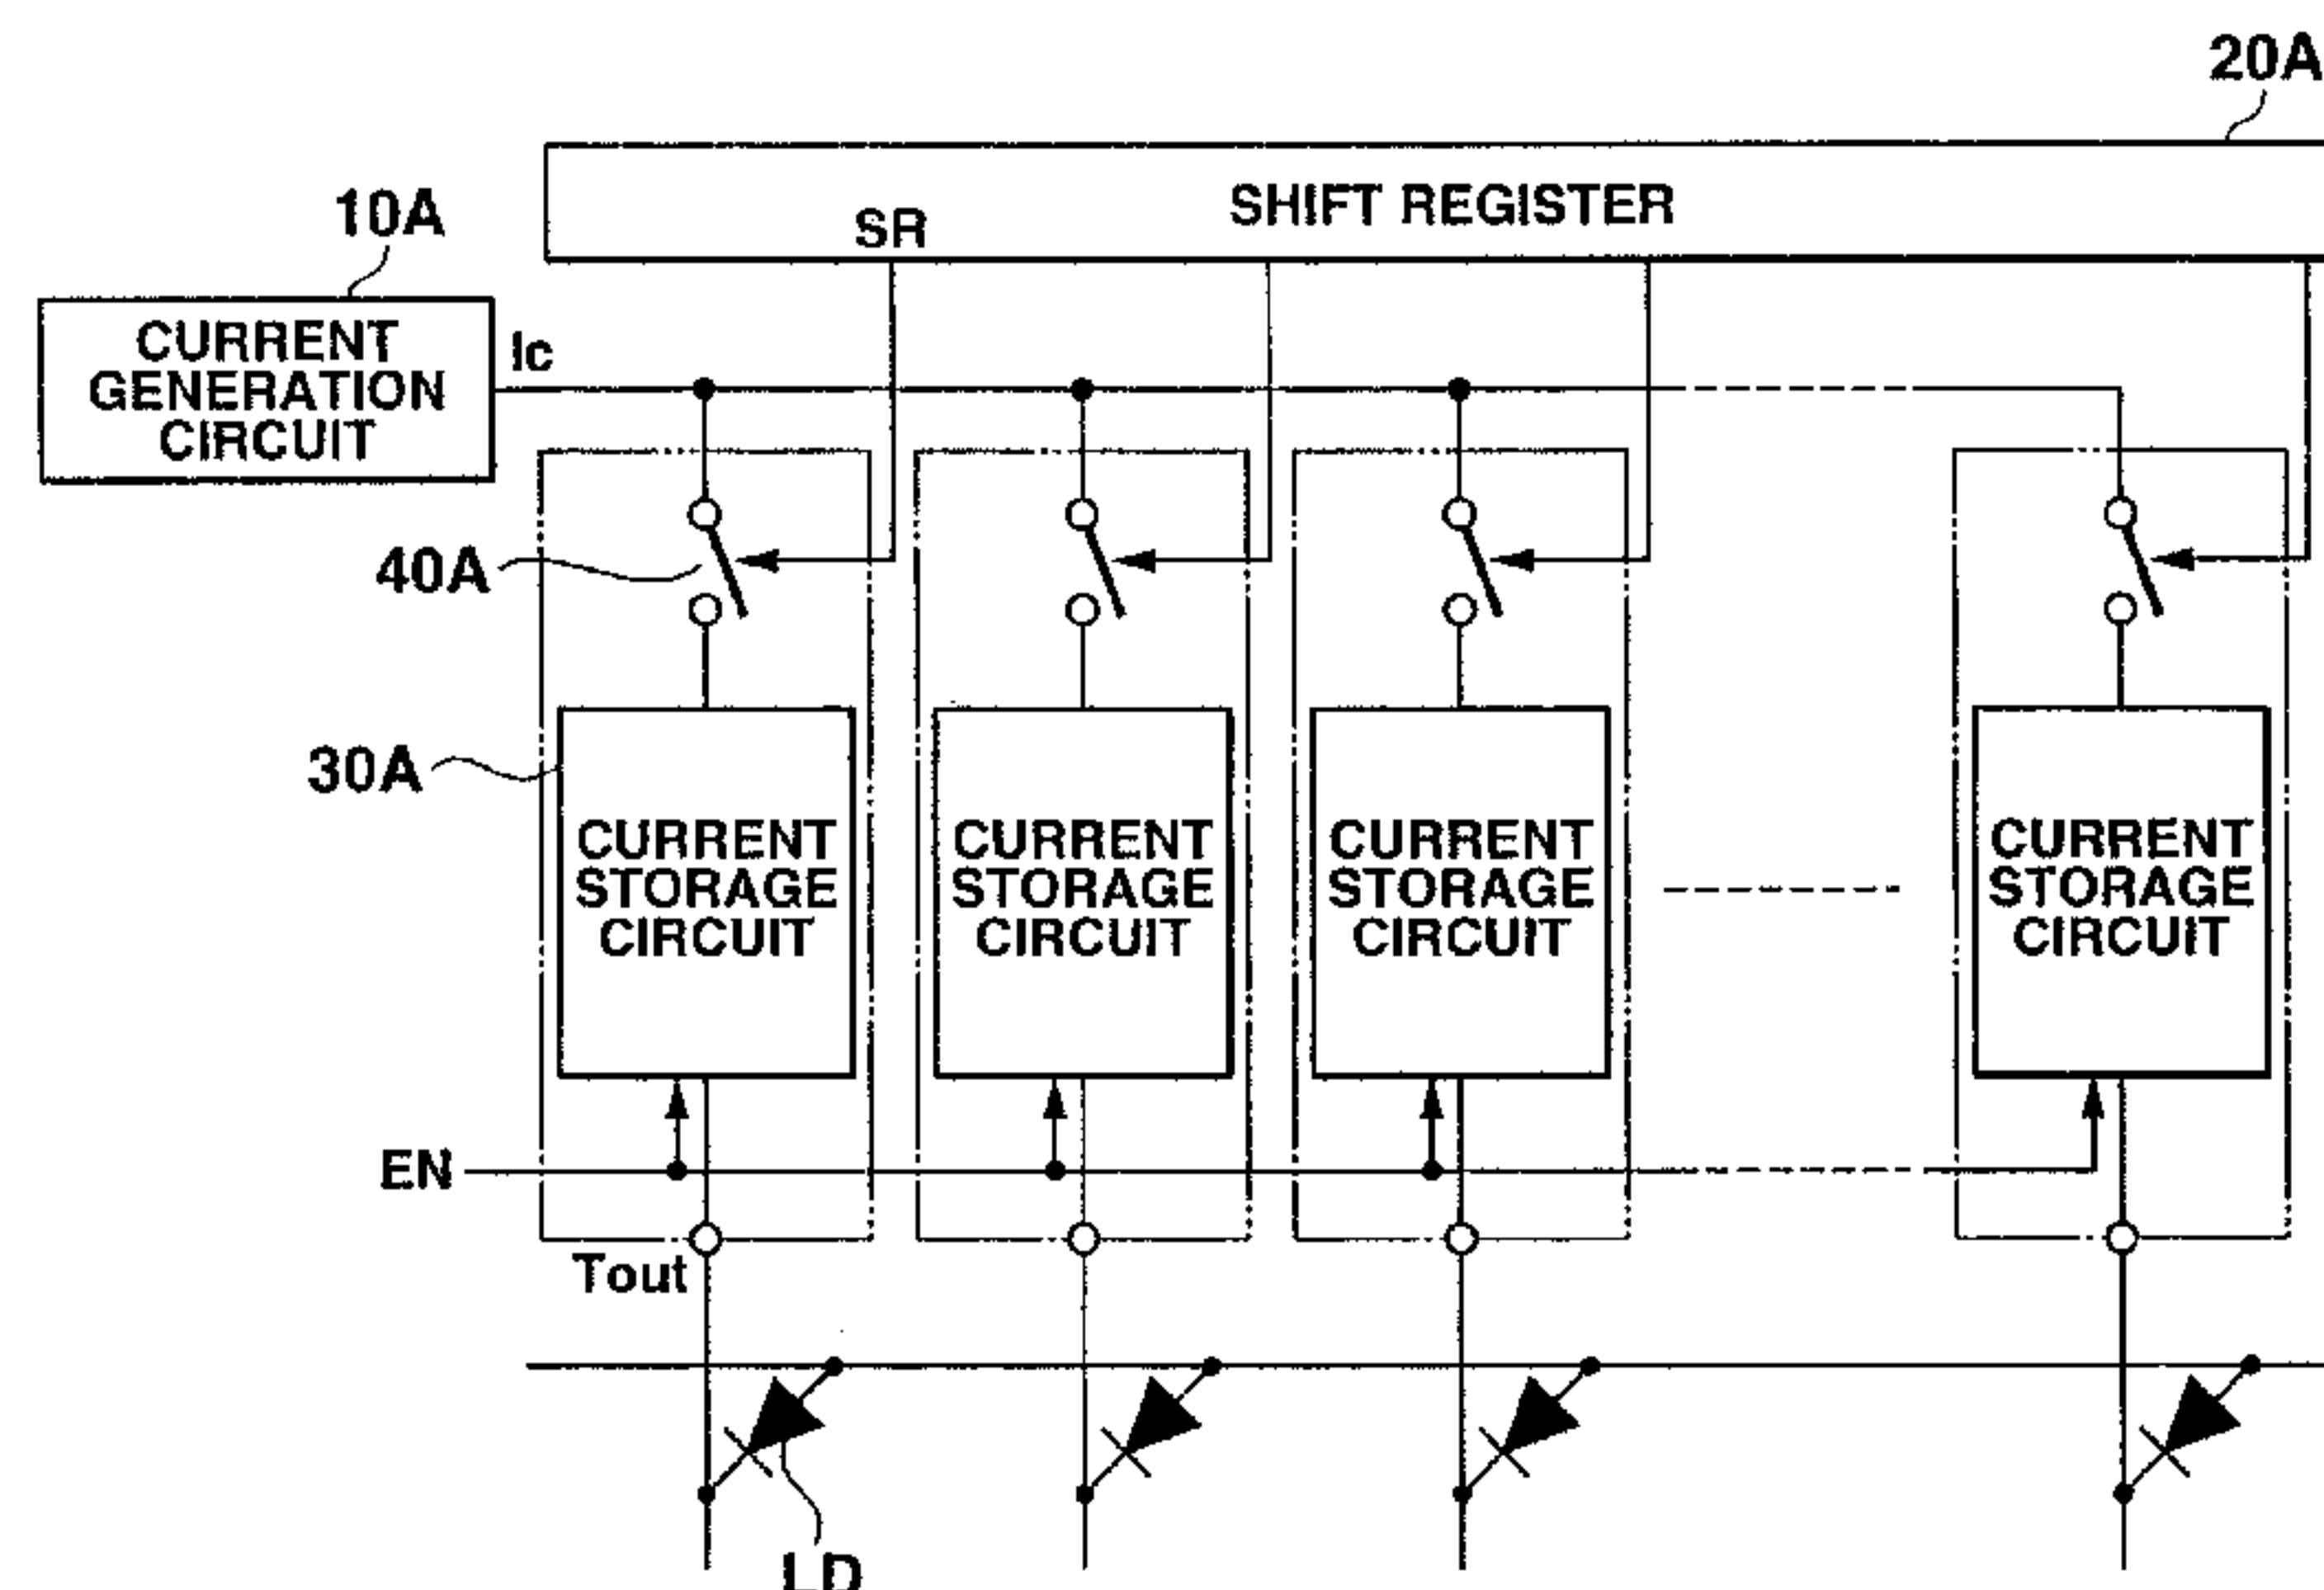 20A
SHIFT REGISTER
SR
10A
CURRENT
GENERATION
CIRCUIT
Ic
40A
30A
CURRENT
STORAGE
CIRCUIT
CURRENT
STORAGE
CIRCUIT
CURRENT
STORAGE
CIRCUIT
CURRENT
STORAGE
CIRCUIT
EN
Tout
LD